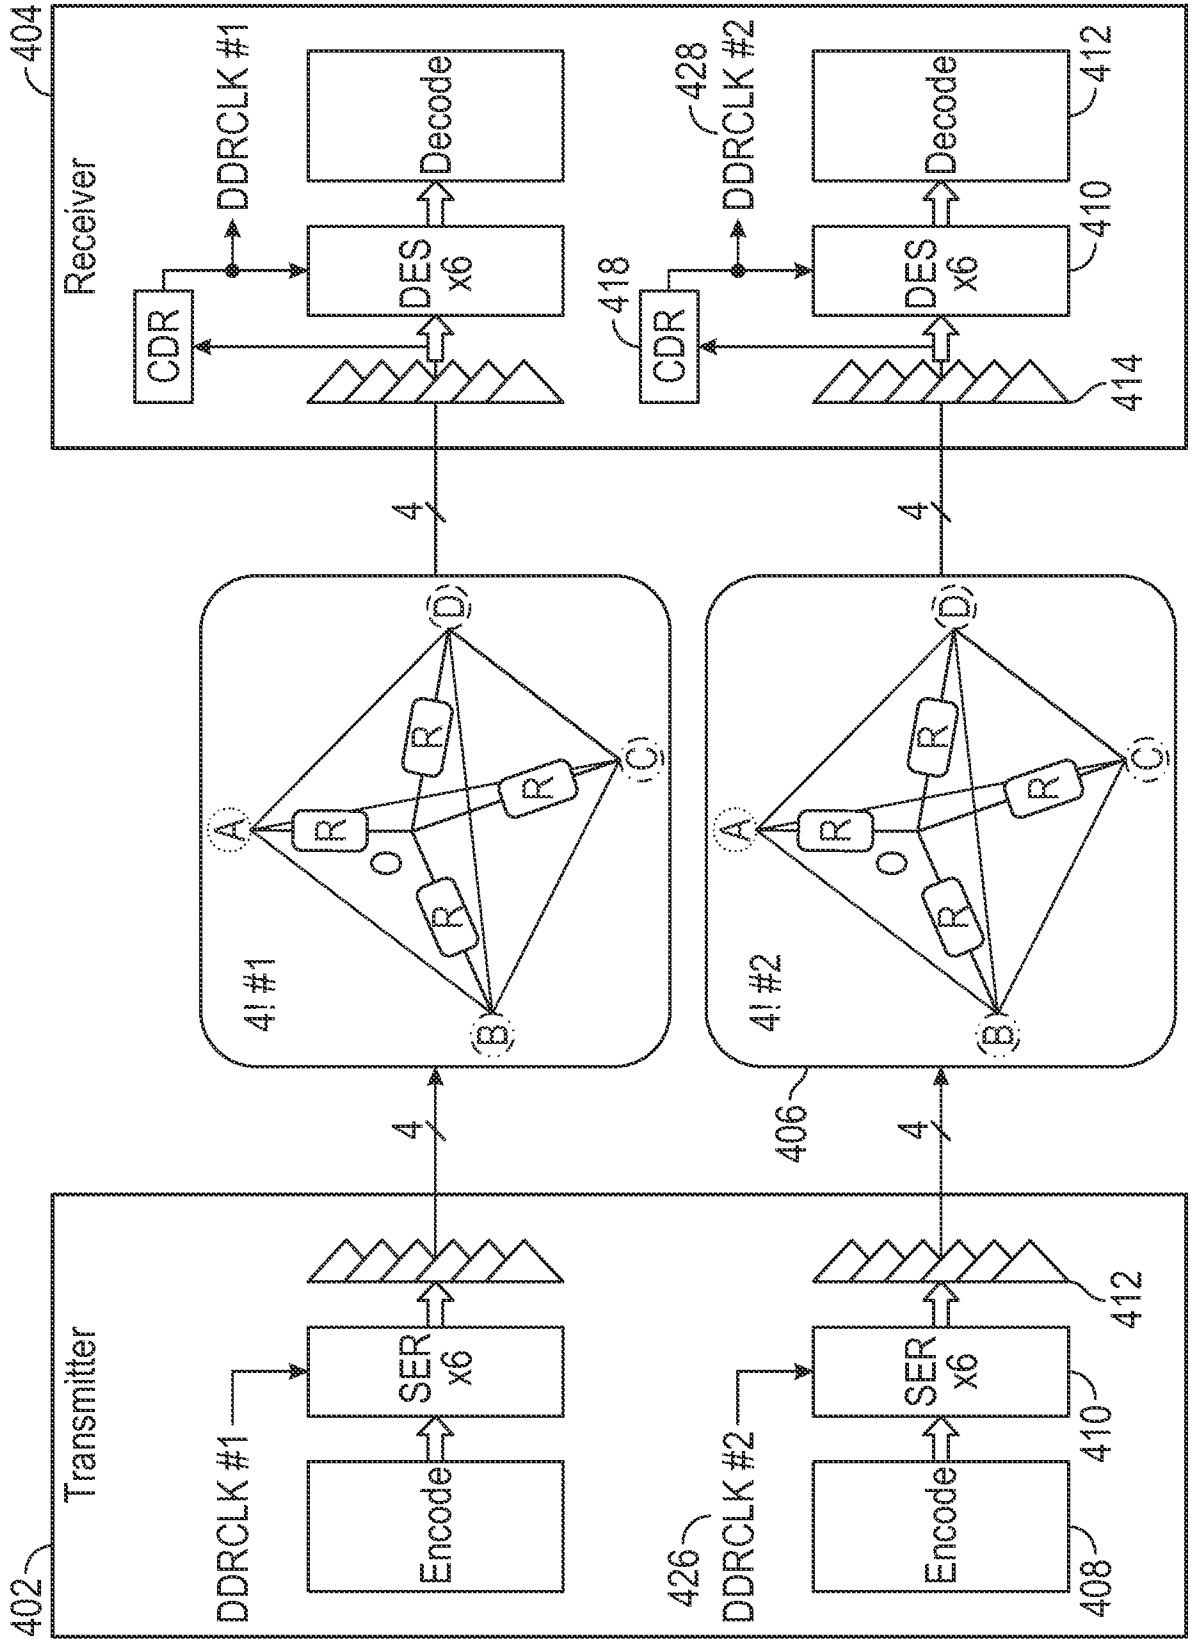 402
Transmitter
DDRCLK #1
Encode
SER
x6
4
426
DDRCLK #2
Encode
408
SER
x6
410
412
4
4! #1
A
B
C
D
O
R
R
R
R
406
4! #2
A
B
C
D
O
R
R
R
R
4
4
404
Receiver
CDR
DDRCLK #1
DES
x6
Decode
418
CDR
428
DDRCLK #2
414
DES
x6
410
Decode
412